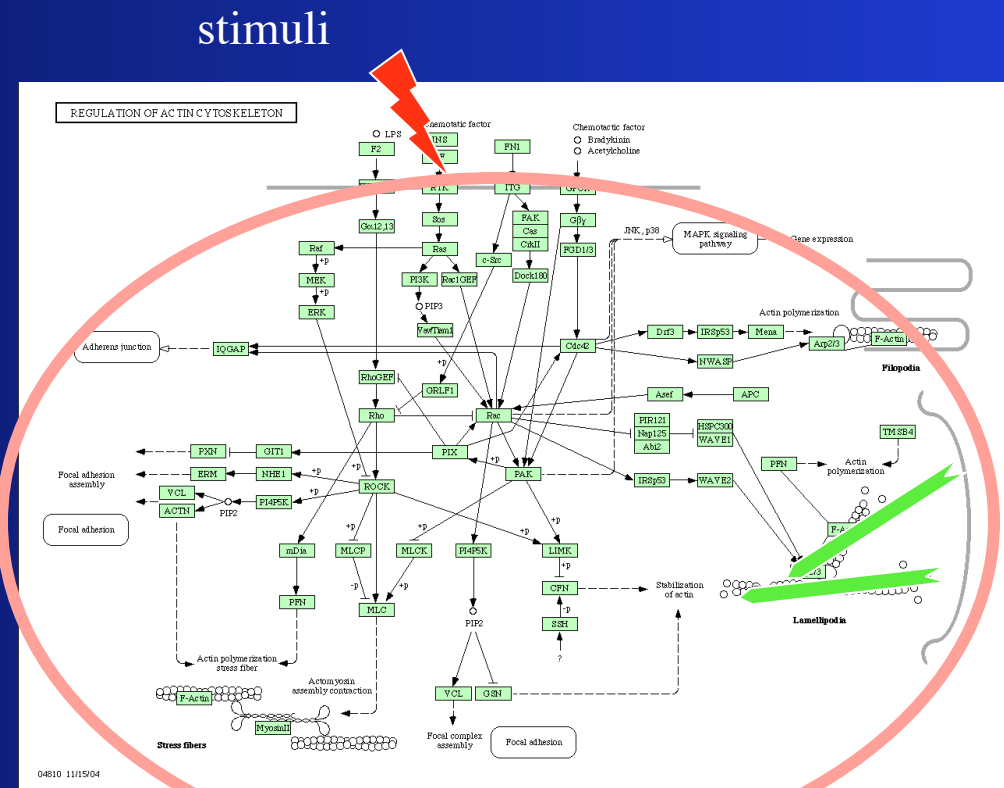 stimuli
REGULATION OF ACTIN CYTOSKELETON
LPS
Chemotactic factor
Bradykinin
Acetylcholine
F2
FN1
RTK
ITG
Gα12,13
Sos
FAK
Cas
CrkII
Gβγ
FGD1/3
JNK, p38
MAPK signaling
pathway
Gene expression
Raf
Ras
c-Src
+p
MEK
PI3K
Rac1GEF
Dock180
+p
PIP3
ERK
Actin polymerization
Drf3
IRSp53
Mena
Arp2/3
F-Actin
Adherens junction
IQGAP
Cdc42
+p
NWASP
Filopodia
RhoGEF
GRLF1
Asef
APC
Rho
Rac
PIR121
Nap125
Abi2
HSPC300
WAVE1
TMSB4
PXN
GIT1
PIX
PFN
Actin
polymerization
Focal adhesion
assembly
ERM
NHE1
+p
+p
+p
PAK
IRSp53
WAVE2
ROCK
VCL
ACTN
PIP2
PI4P5K
+p
Focal adhesion
+p
+p
+p
+p
mDia
MLCP
MLCK
PI4P5K
LIMK
+p
-p
+p
CFN
Stabilization
of actin
PFN
MLC
-p
PIP2
SSH
?
Lamellipodia
Actin polymerization
stress fiber
Actomyosin
assembly contraction
F-Actin
VCL
GSN
MyosinII
Stress fibers
Focal complex
assembly
Focal adhesion
04810 11/15/04